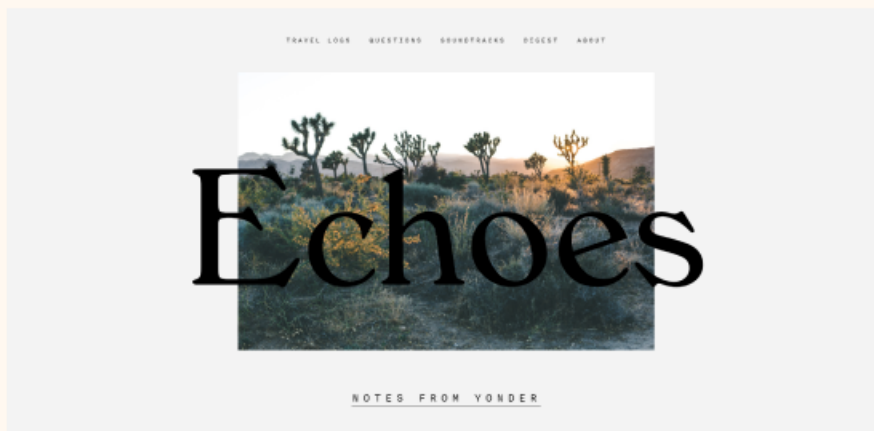 TRAVEL LOGS QUESTIONS SOUNDTRACKS DIGEST ABOUT
Echoes
NOTES FROM YONDER